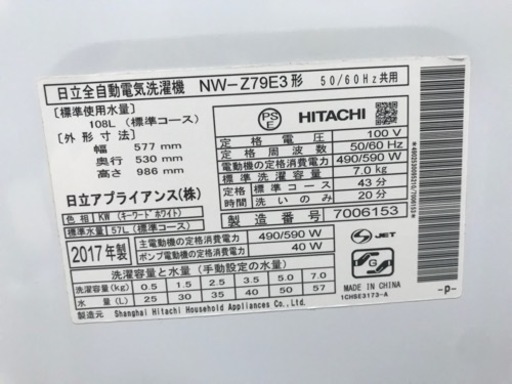 日立全自動電気洗濯機 NW-Z79E3形 50/60Hz共用
[標準使用水量]
108L (標準コース)
[外形寸法]
幅 577 mm
奥行 530 mm
高さ 986 mm
日立アプライアンス(株)
色相 KW (キーワードホワイト)
標準水量 57L (標準コース)
2017年製
PS
E
HITACHI
定格電圧 100 V
定格周波数 50/60 Hz
電動機の定格消費電力 490/590 W
標準洗濯容量 7.0 kg
標準コース 43分
洗いのみ 20分
製造番号 7006153
主電動機の定格消費電力 490/590 W
ポンプ電動機の定格消費電力 40 W
洗濯容量と水量 (手動設定の水量)
洗濯容量(kg) 0.5 1.5 2.5 3.5 5.0 7.0
水量 (L) 25 30 35 40 50 57
製造元 Shanghai Hitachi Household Appliances Co., Ltd.
S JET
1CHSE3173-A
MADE IN CHINA
-p-